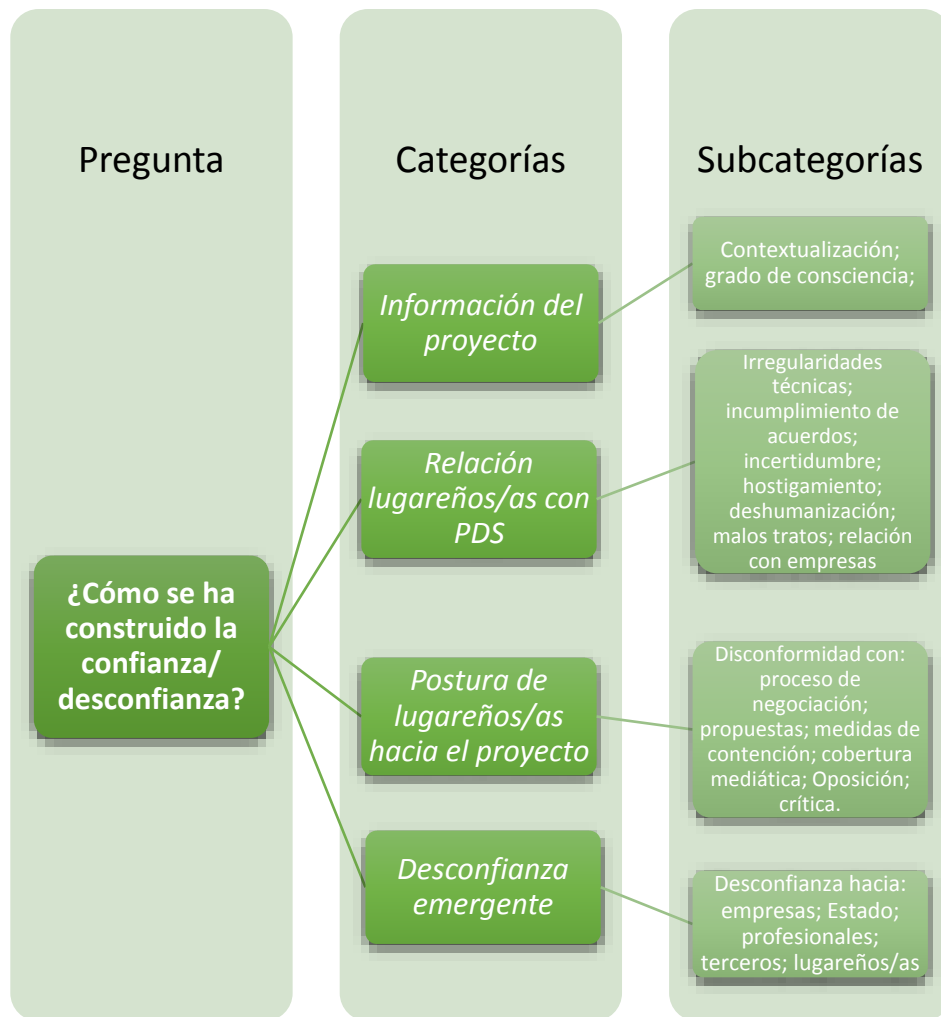 Pregunta
Categorías
Subcategorías
¿Cómo se ha
construido la
confianza/
desconfianza?
Información del
proyecto
Contextualización;
grado de consciencia;
Relación
lugareños/as con
PDS
Irregularidades
técnicas;
incumplimiento de
acuerdos;
incertidumbre;
hostigamiento;
deshumanización;
malos tratos; relación
con empresas
Postura de
lugareños/as
hacia el proyecto
Disconformidad con:
proceso de
negociación;
propuestas; medidas de
contención; cobertura
mediática; Oposición;
crítica.
Desconfianza
emergente
Desconfianza hacia:
empresas; Estado;
profesionales;
terceros; lugareños/as